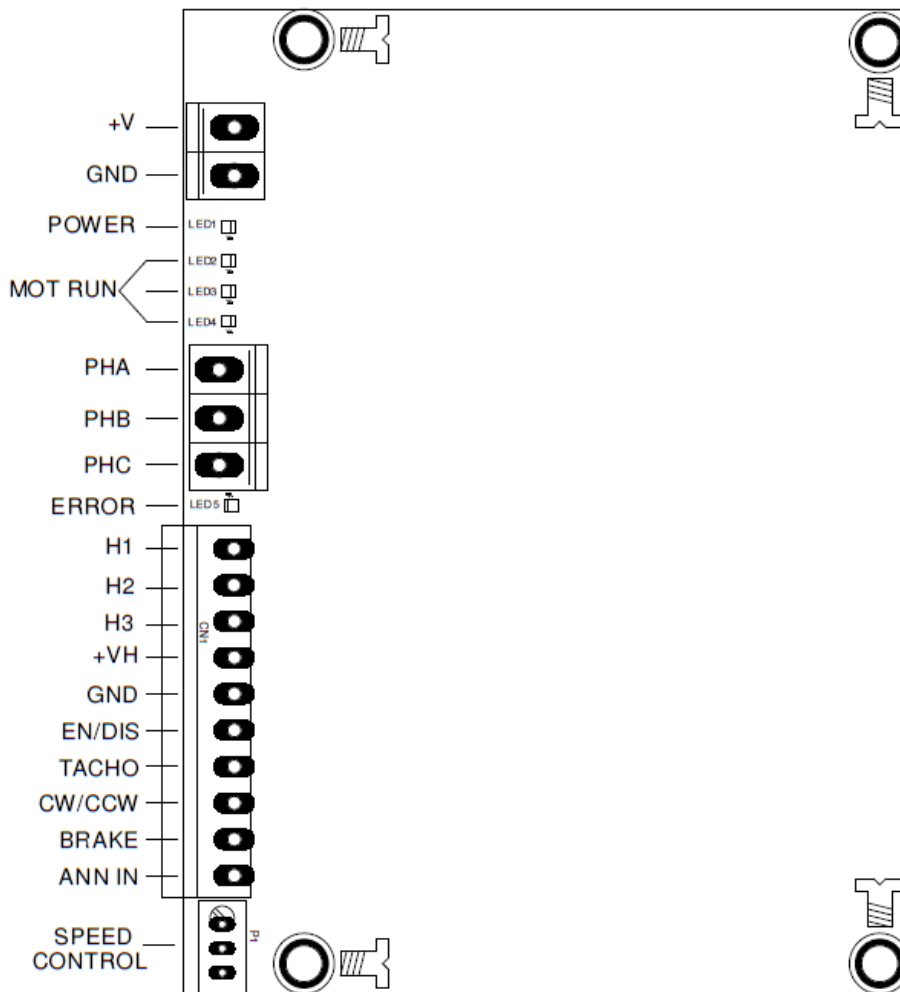 +V
GND
POWER LED1
LED2
MOT RUN LED3
LED4
PHA
PHB
PHC
ERROR LED5
H1
H2
H3
CN1
+VH
GND
EN/DIS
TACHO
CW/CCW
BRAKE
ANN IN
SPEED
CONTROL
P1